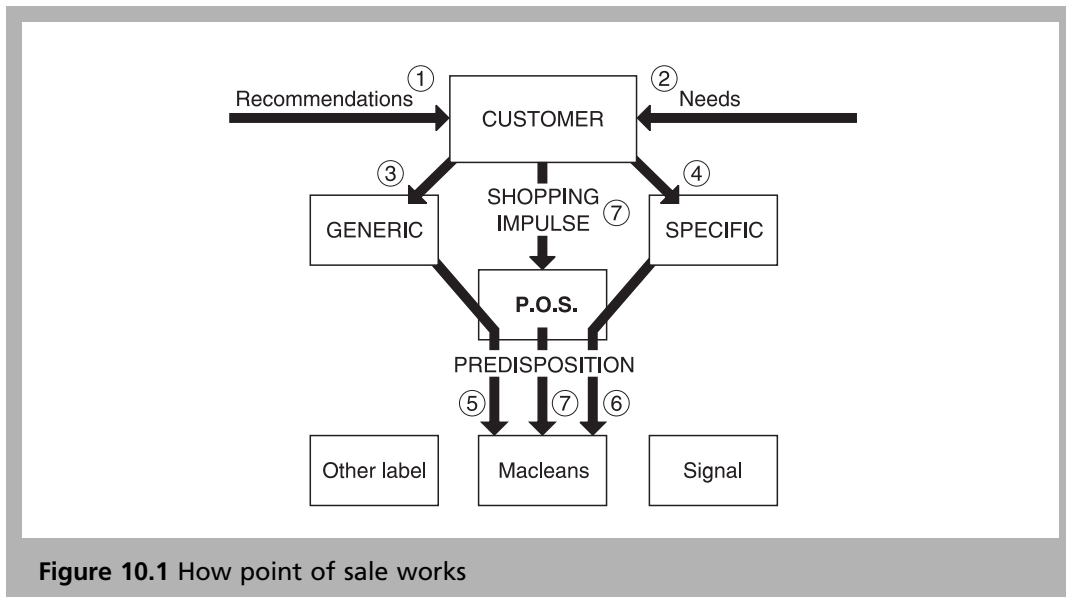 ① ②
Recommendations Needs
CUSTOMER
③ ④
SHOPPING
IMPULSE ⑦
GENERIC SPECIFIC
P.O.S.
PREDISPOSITION
⑤ ⑦ ⑥
Other label Macleans Signal
Figure 10.1 How point of sale works